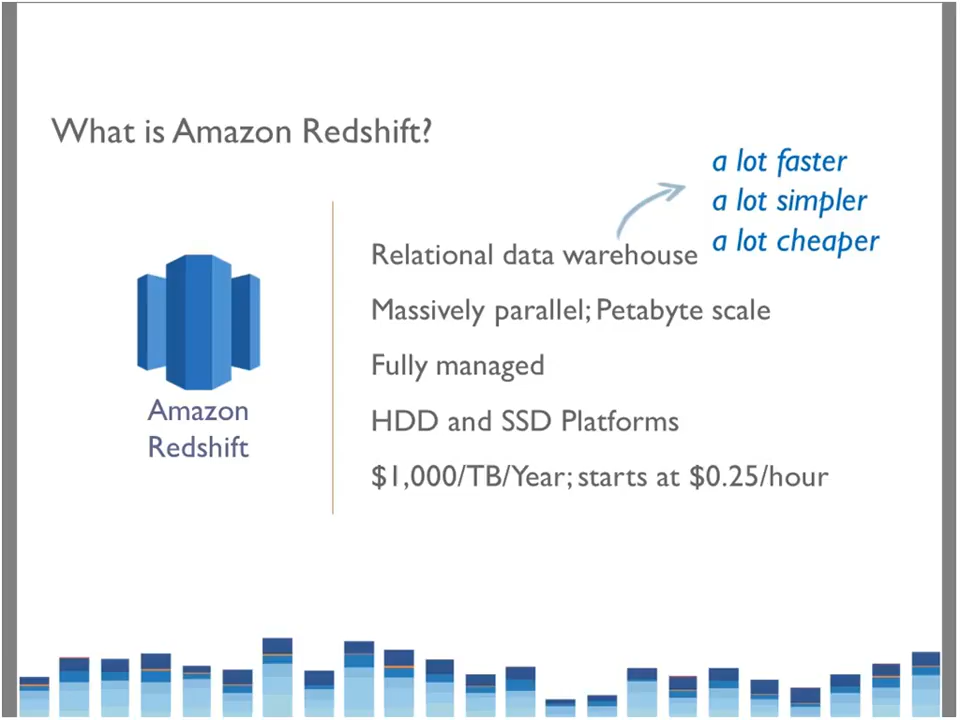 What is Amazon Redshift?
a lot faster
a lot simpler
a lot cheaper
Relational data warehouse
Massively parallel; Petabyte scale
Fully managed
HDD and SSD Platforms
$1,000/TB/Year; starts at $0.25/hour
Amazon
Redshift